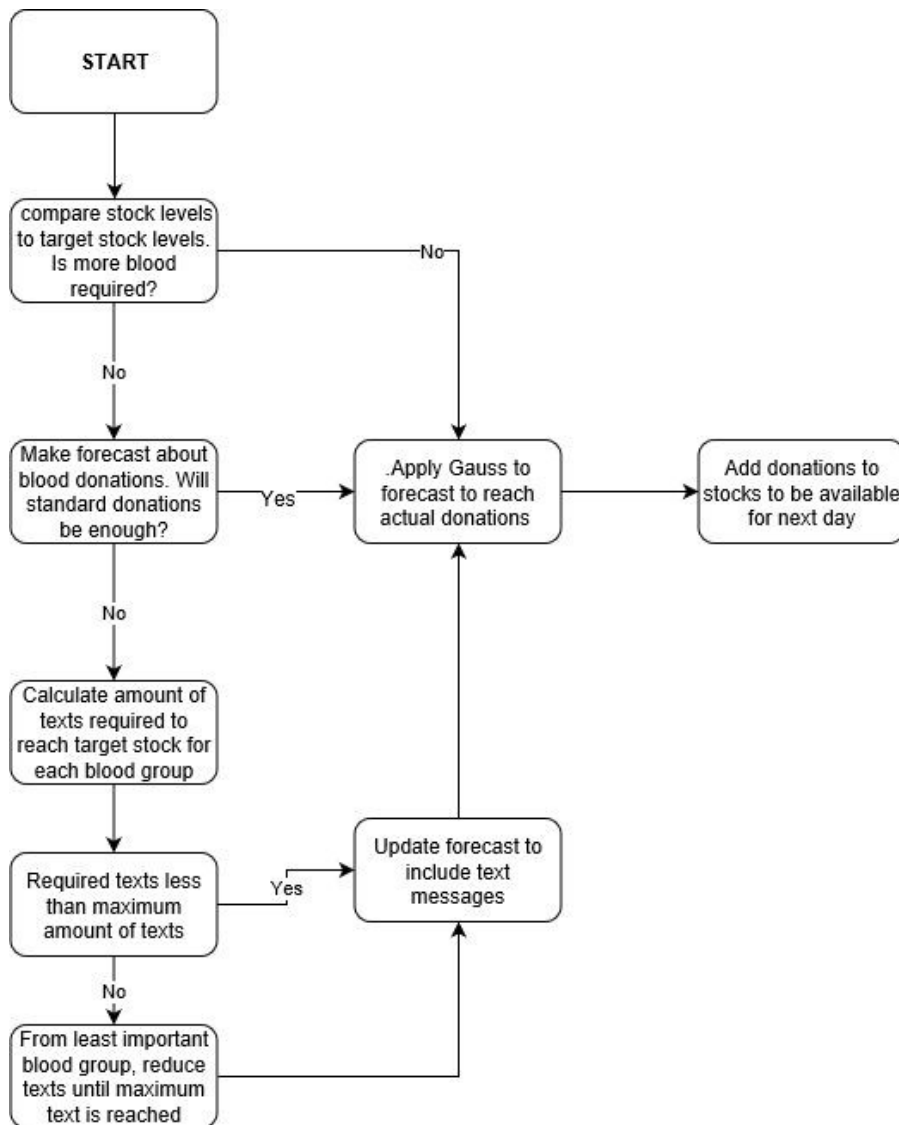 START
compare stock levels
to target stock levels.
Is more blood
required?
No
No
Make forecast about
blood donations. Will
standard donations
be enough?
Yes
.Apply Gauss to
forecast to reach
actual donations
Add donations to
stocks to be available
for next day
No
Calculate amount of
texts required to
reach target stock for
each blood group
Required texts less
than maximum
amount of texts
Yes
Update forecast to
include text
messages
No
From least important
blood group, reduce
texts until maximum
text is reached